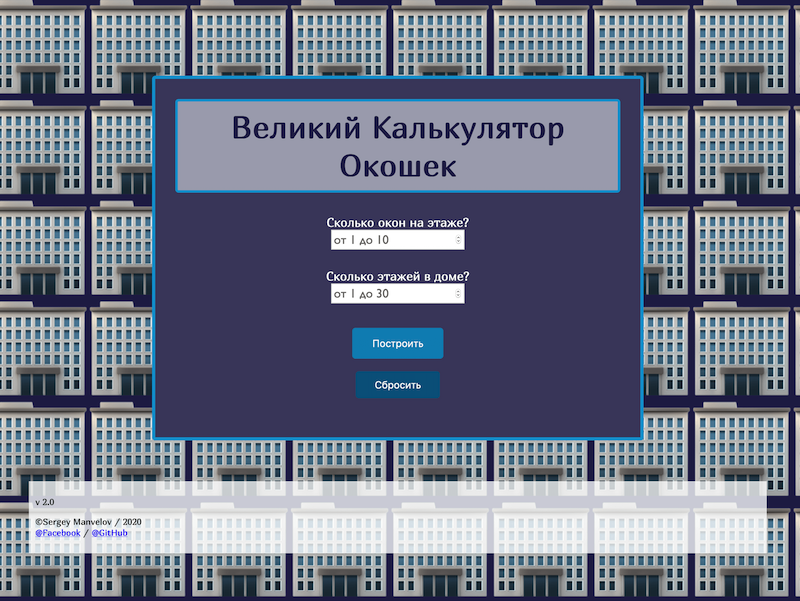 Великий Калькулятор
Окошек
Сколько окон на этаже?
от 1 до 10
Сколько этажей в доме?
от 1 до 30
Построить
Сбросить
v 2.0
©Sergey Manvelov / 2020
@Facebook / @GitHub